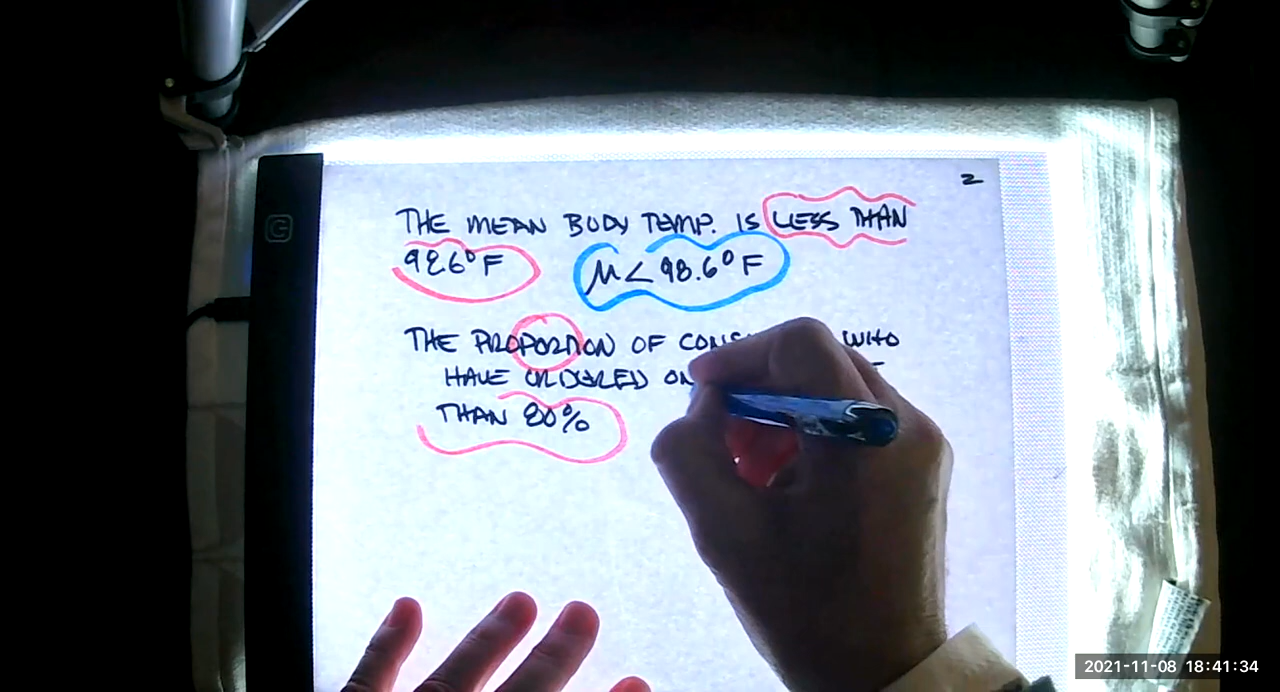 2
THE MEAN BODY TEMP. IS LESS THAN
98.6° F μ < 98.6° F
THE PROPORTION OF WHO
HAVE ORDERED
THAN 80%
G
2021-11-08 18:41:34